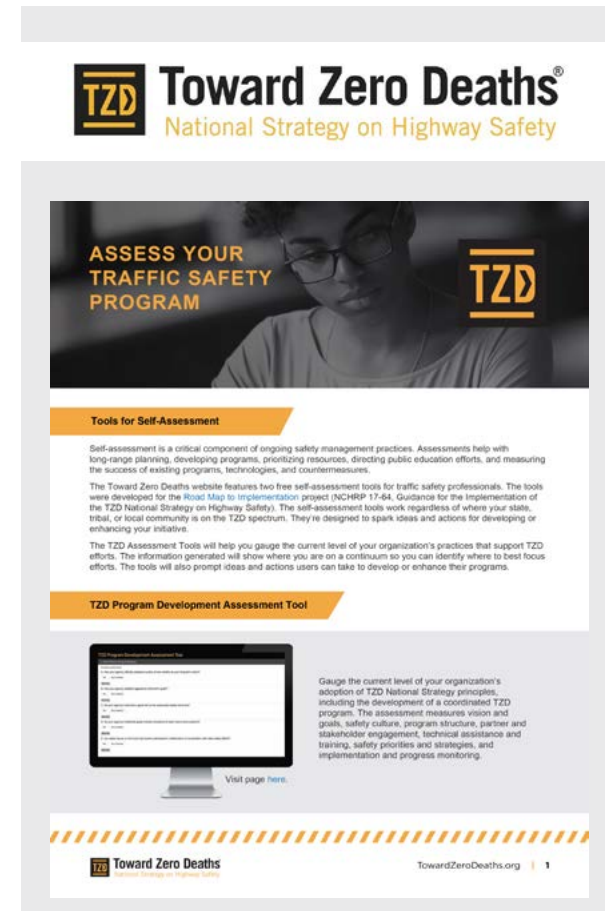 TZD Toward Zero Deaths®
National Strategy on Highway Safety
ASSESS YOUR
TRAFFIC SAFETY
PROGRAM
TZD
Tools for Self-Assessment
Self-assessment is a critical component of ongoing safety management practices. Assessments help with
long-range planning, developing programs, prioritizing resources, directing public education efforts, and measuring
the success of existing programs, technologies, and countermeasures.
The Toward Zero Deaths website features two free self-assessment tools for traffic safety professionals. The tools
were developed for the Road Map to Implementation project (NCHRP 17-64, Guidance for the Implementation of
the TZD National Strategy on Highway Safety). The self-assessment tools work regardless of where your state,
tribal, or local community is on the TZD spectrum. They're designed to spark ideas and actions for developing or
enhancing your initiative.
The TZD Assessment Tools will help you gauge the current level of your organization's practices that support TZD
efforts. The information generated will show where you are on a continuum so you can identify where to best focus
efforts. The tools will also prompt ideas and actions users can take to develop or enhance their programs.
TZD Program Development Assessment Tool
TZD Program Development Assessment Tool
Gauge the current level of your organization's
adoption of TZD National Strategy principles,
including the development of a coordinated TZD
program. The assessment measures vision and
goals, safety culture, program structure, partner and
stakeholder engagement, technical assistance and
training, safety priorities and strategies, and
implementation and progress monitoring.
Visit page here.
TZD Toward Zero Deaths
National Strategy on Highway Safety
TowardZeroDeaths.org | 1